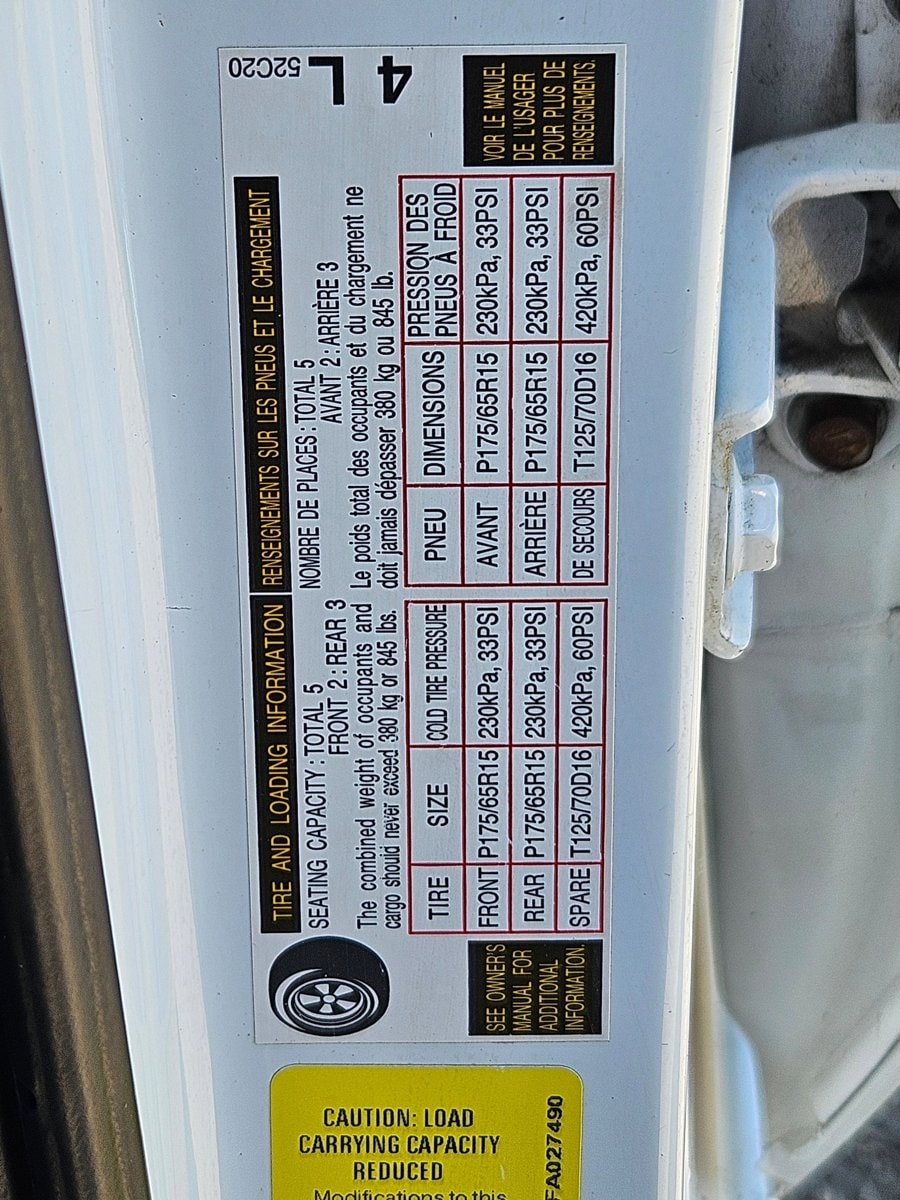 TIRE AND LOADING INFORMATION
RENSEIGNEMENTS SUR LES PNEUS ET LE CHARGEMENT
52C20
4 L
SEATING CAPACITY : TOTAL 5
FRONT 2 : REAR 3
The combined weight of occupants and
cargo should never exceed 380 kg or 845 lbs.
NOMBRE DE PLACES : TOTAL 5
AVANT 2 : ARRIÈRE 3
Le poids total des occupants et du chargement ne
doit jamais dépasser 380 kg ou 845 lb.
SEE OWNER'S
MANUAL FOR
ADDITIONAL
INFORMATION.
TIRE SIZE COLD TIRE PRESSURE
FRONT P175/65R15 230kPa, 33PSI
REAR P175/65R15 230kPa, 33PSI
SPARE T125/70D16 420kPa, 60PSI
PNEU DIMENSIONS PRESSION DES
PNEUS À FROID
AVANT P175/65R15 230kPa, 33PSI
ARRIÈRE P175/65R15 230kPa, 33PSI
DE SECOURS T125/70D16 420kPa, 60PSI
VOIR LE MANUEL
DE L'USAGER
POUR PLUS DE
RENSEIGNEMENTS.
CAUTION: LOAD
CARRYING CAPACITY
REDUCED
Modifications to this
FA027490